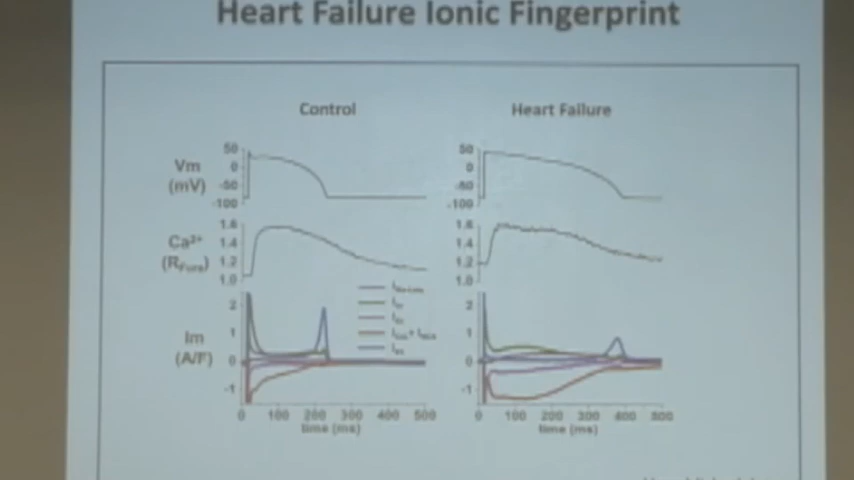 Heart Failure Ionic Fingerprint
Control
Heart Failure
Vm
(mV)
50
0
-50
-100
50
0
-50
-100
Ca²⁺
1.6
1.4
1.2
1.0
1.6
1.4
1.2
1.0
Im
(A/F)
2
1
0
-1
2
1
0
-1
0 100 200 300 400 500
time (ms)
0 100 200 300 400 500
time (ms)